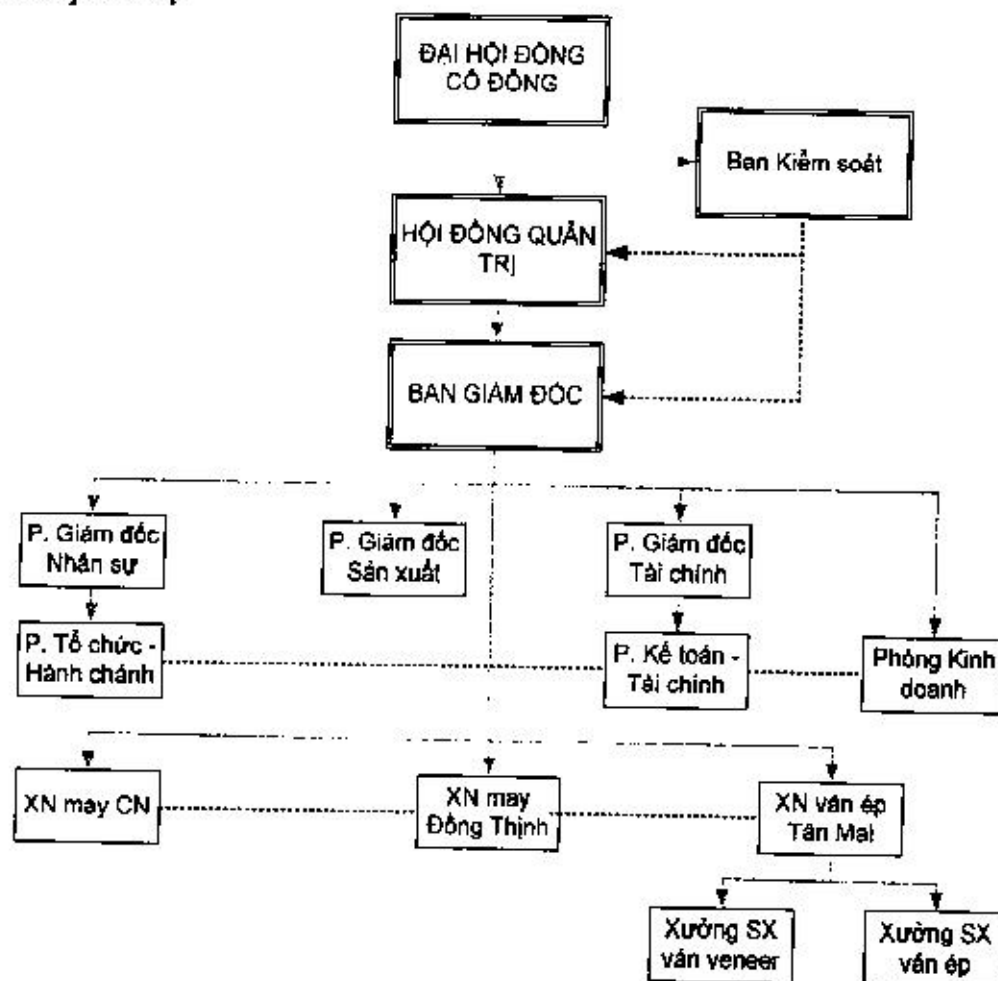 ĐẠI HỘI ĐỒNG
CỔ ĐÔNG
Ban Kiểm soát
HỘI ĐỒNG QUẢN
TRỊ
BAN GIÁM ĐỐC
P. Giám đốc
Nhân sự
P. Giám đốc
Sản xuất
P. Giám đốc
Tài chính
P. Tổ chức -
Hành chánh
P. Kế toán -
Tài chính
Phòng Kinh
doanh
XN may CN
XN may
Đồng Thịnh
XN ván ép
Tân Mai
Xưởng SX
ván veneer
Xưởng SX
ván ép